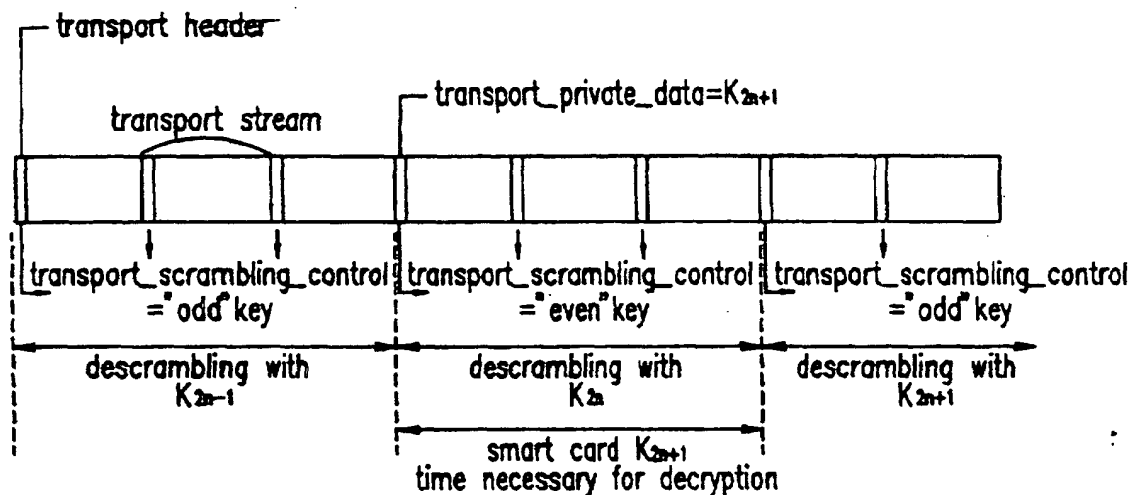 transport header
transport_private_data=K2n+1
transport stream
transport_scrambling_control
="odd" key
transport_scrambling_control
="even" key
transport_scrambling_control
="odd" key
descrambling with
K2n-1
descrambling with
K2n
descrambling with
K2n+1
smart card K2n+1
time necessary for decryption